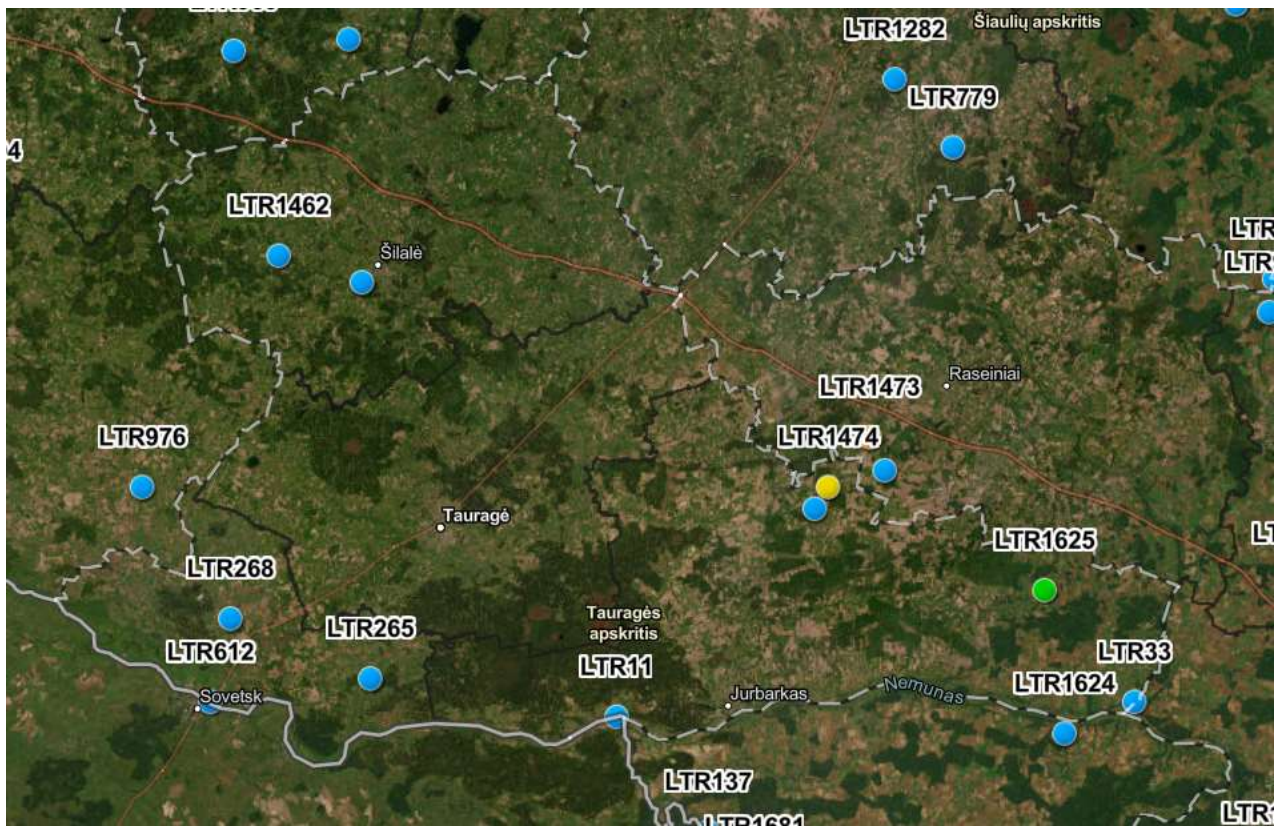 LTR1282
Šiaulių apskritis
LTR779
LTR1462
Šilalė
LTR1473
Raseiniai
LTR976
LTR1474
Tauragė
LTR1625
LTR268
Tauragės
apskritis
LTR265
LTR612
LTR11
LTR33
Sovetsk
LTR1624
Jurbarkas
Nemunas
LTR137
LTR1681